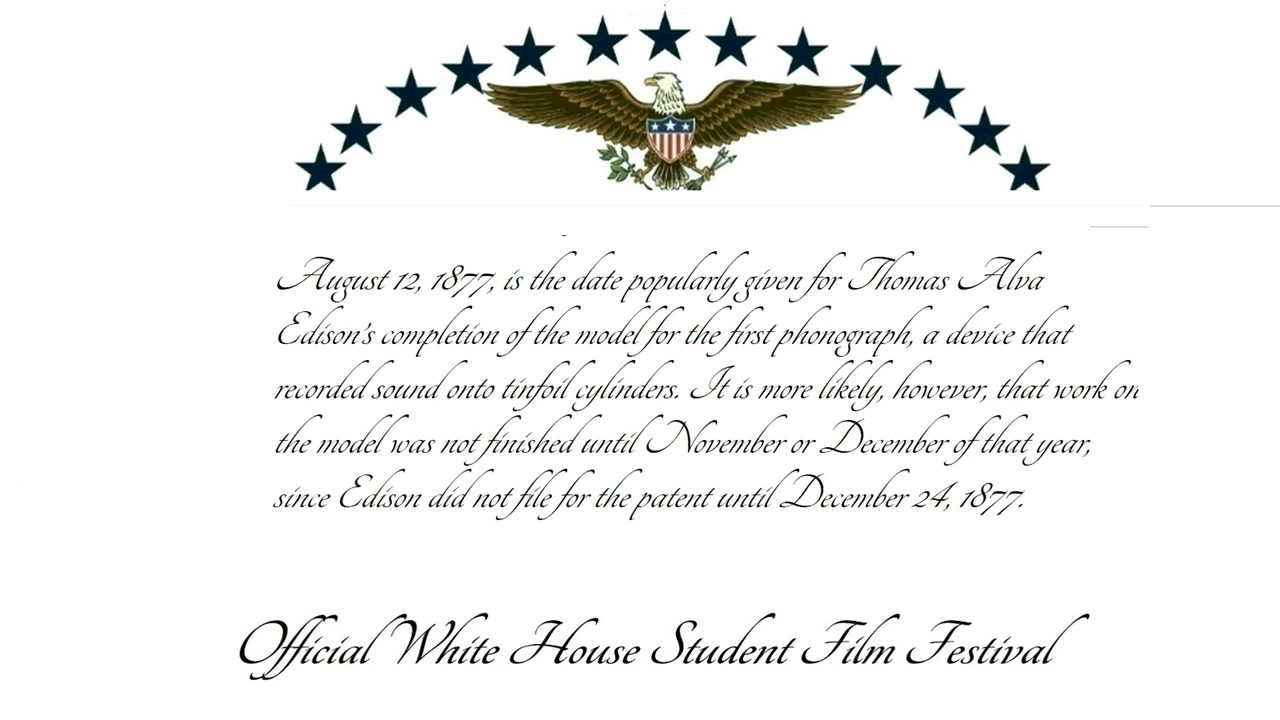 August 12, 1877, is the date popularly given for Thomas Alva
Edison's completion of the model for the first phonograph, a device that
recorded sound onto tinfoil cylinders. It is more likely, however, that work on
the model was not finished until November or December of that year,
since Edison did not file for the patent until December 24, 1877.
Official White House Student Film Festival